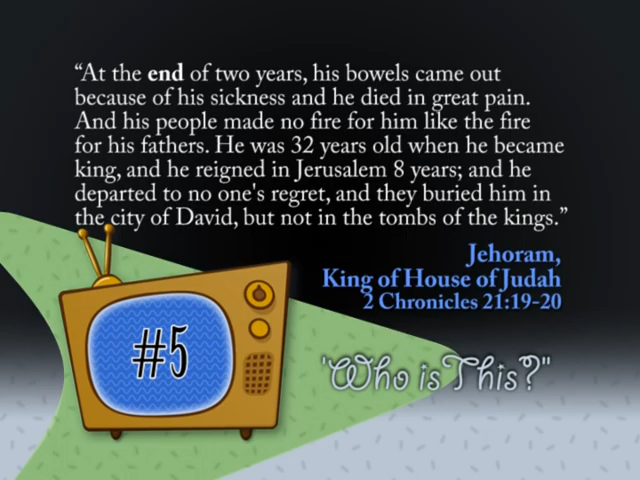 “At the end of two years, his bowels came out
because of his sickness and he died in great pain.
And his people made no fire for him like the fire
for his fathers. He was 32 years old when he became
king, and he reigned in Jerusalem 8 years; and he
departed to no one's regret, and they buried him in
the city of David, but not in the tombs of the kings.”
Jehoram,
King of House of Judah
2 Chronicles 21:19-20
#5
"Who is This?"